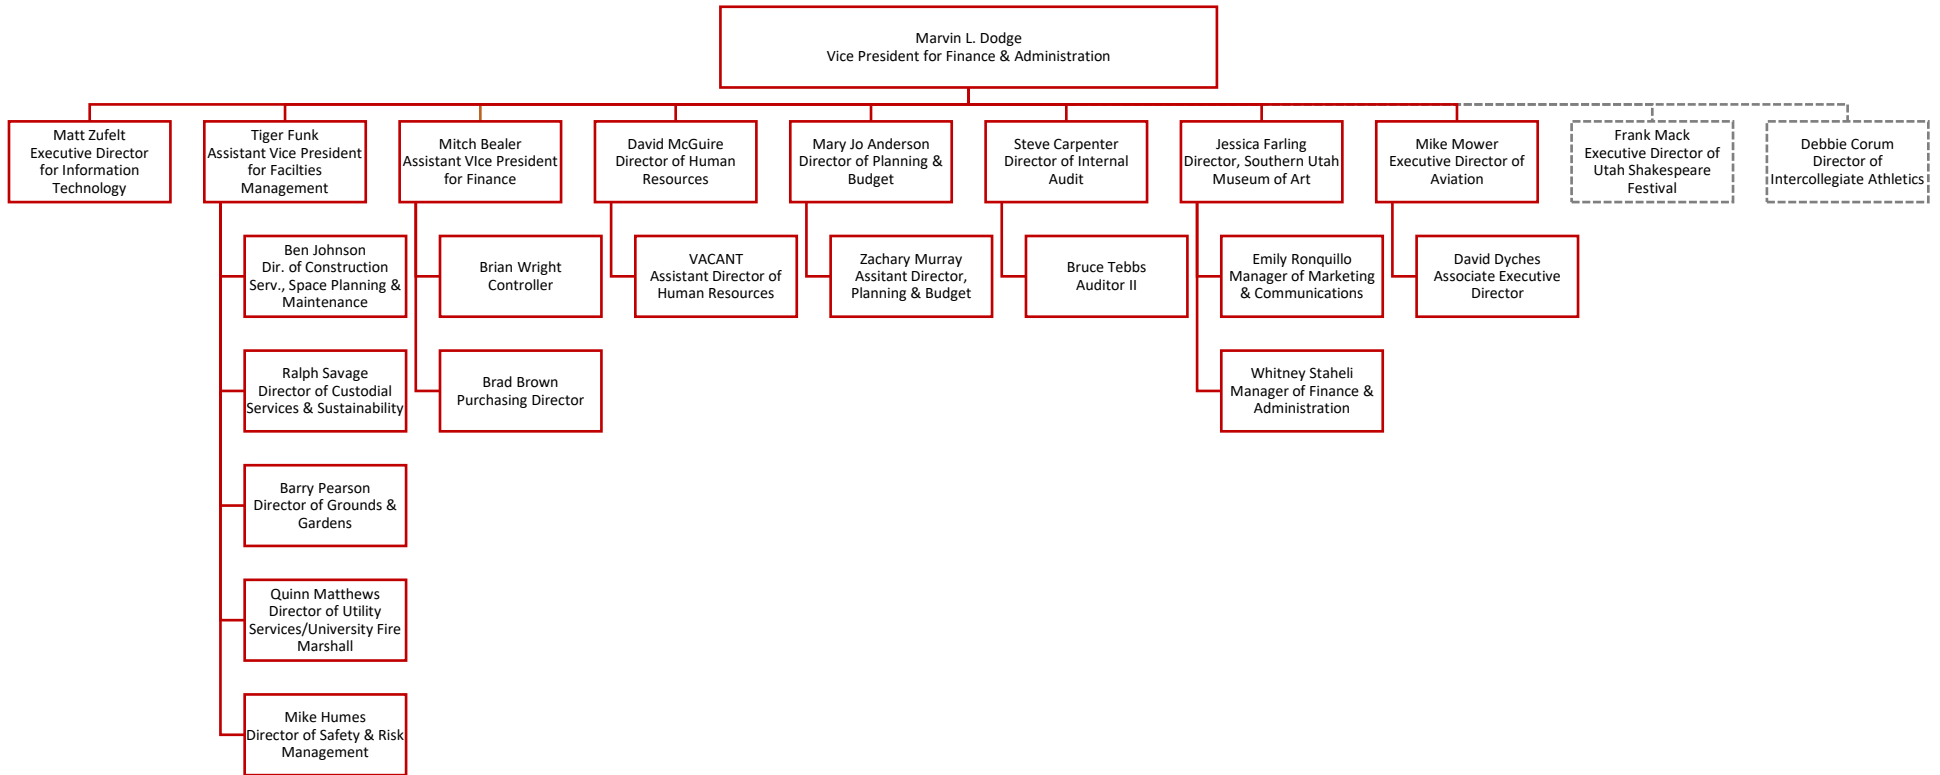 Marvin L. Dodge
Vice President for Finance & Administration
Matt Zufelt
Executive Director
for Information
Technology
Tiger Funk
Assistant Vice President
for Facilties
Management
Mitch Bealer
Assistant VIce President
for Finance
David McGuire
Director of Human
Resources
Mary Jo Anderson
Director of Planning &
Budget
Steve Carpenter
Director of Internal
Audit
Jessica Farling
Director, Southern Utah
Museum of Art
Mike Mower
Executive Director of
Aviation
Frank Mack
Executive Director of
Utah Shakespeare
Festival
Debbie Corum
Director of
Intercollegiate Athletics
Ben Johnson
Dir. of Construction
Serv., Space Planning &
Maintenance
Brian Wright
Controller
VACANT
Assistant Director of
Human Resources
Zachary Murray
Assitant Director,
Planning & Budget
Bruce Tebbs
Auditor II
Emily Ronquillo
Manager of Marketing
& Communications
David Dyches
Associate Executive
Director
Ralph Savage
Director of Custodial
Services & Sustainability
Brad Brown
Purchasing Director
Whitney Staheli
Manager of Finance &
Administration
Barry Pearson
Director of Grounds &
Gardens
Quinn Matthews
Director of Utility
Services/University Fire
Marshall
Mike Humes
Director of Safety & Risk
Management